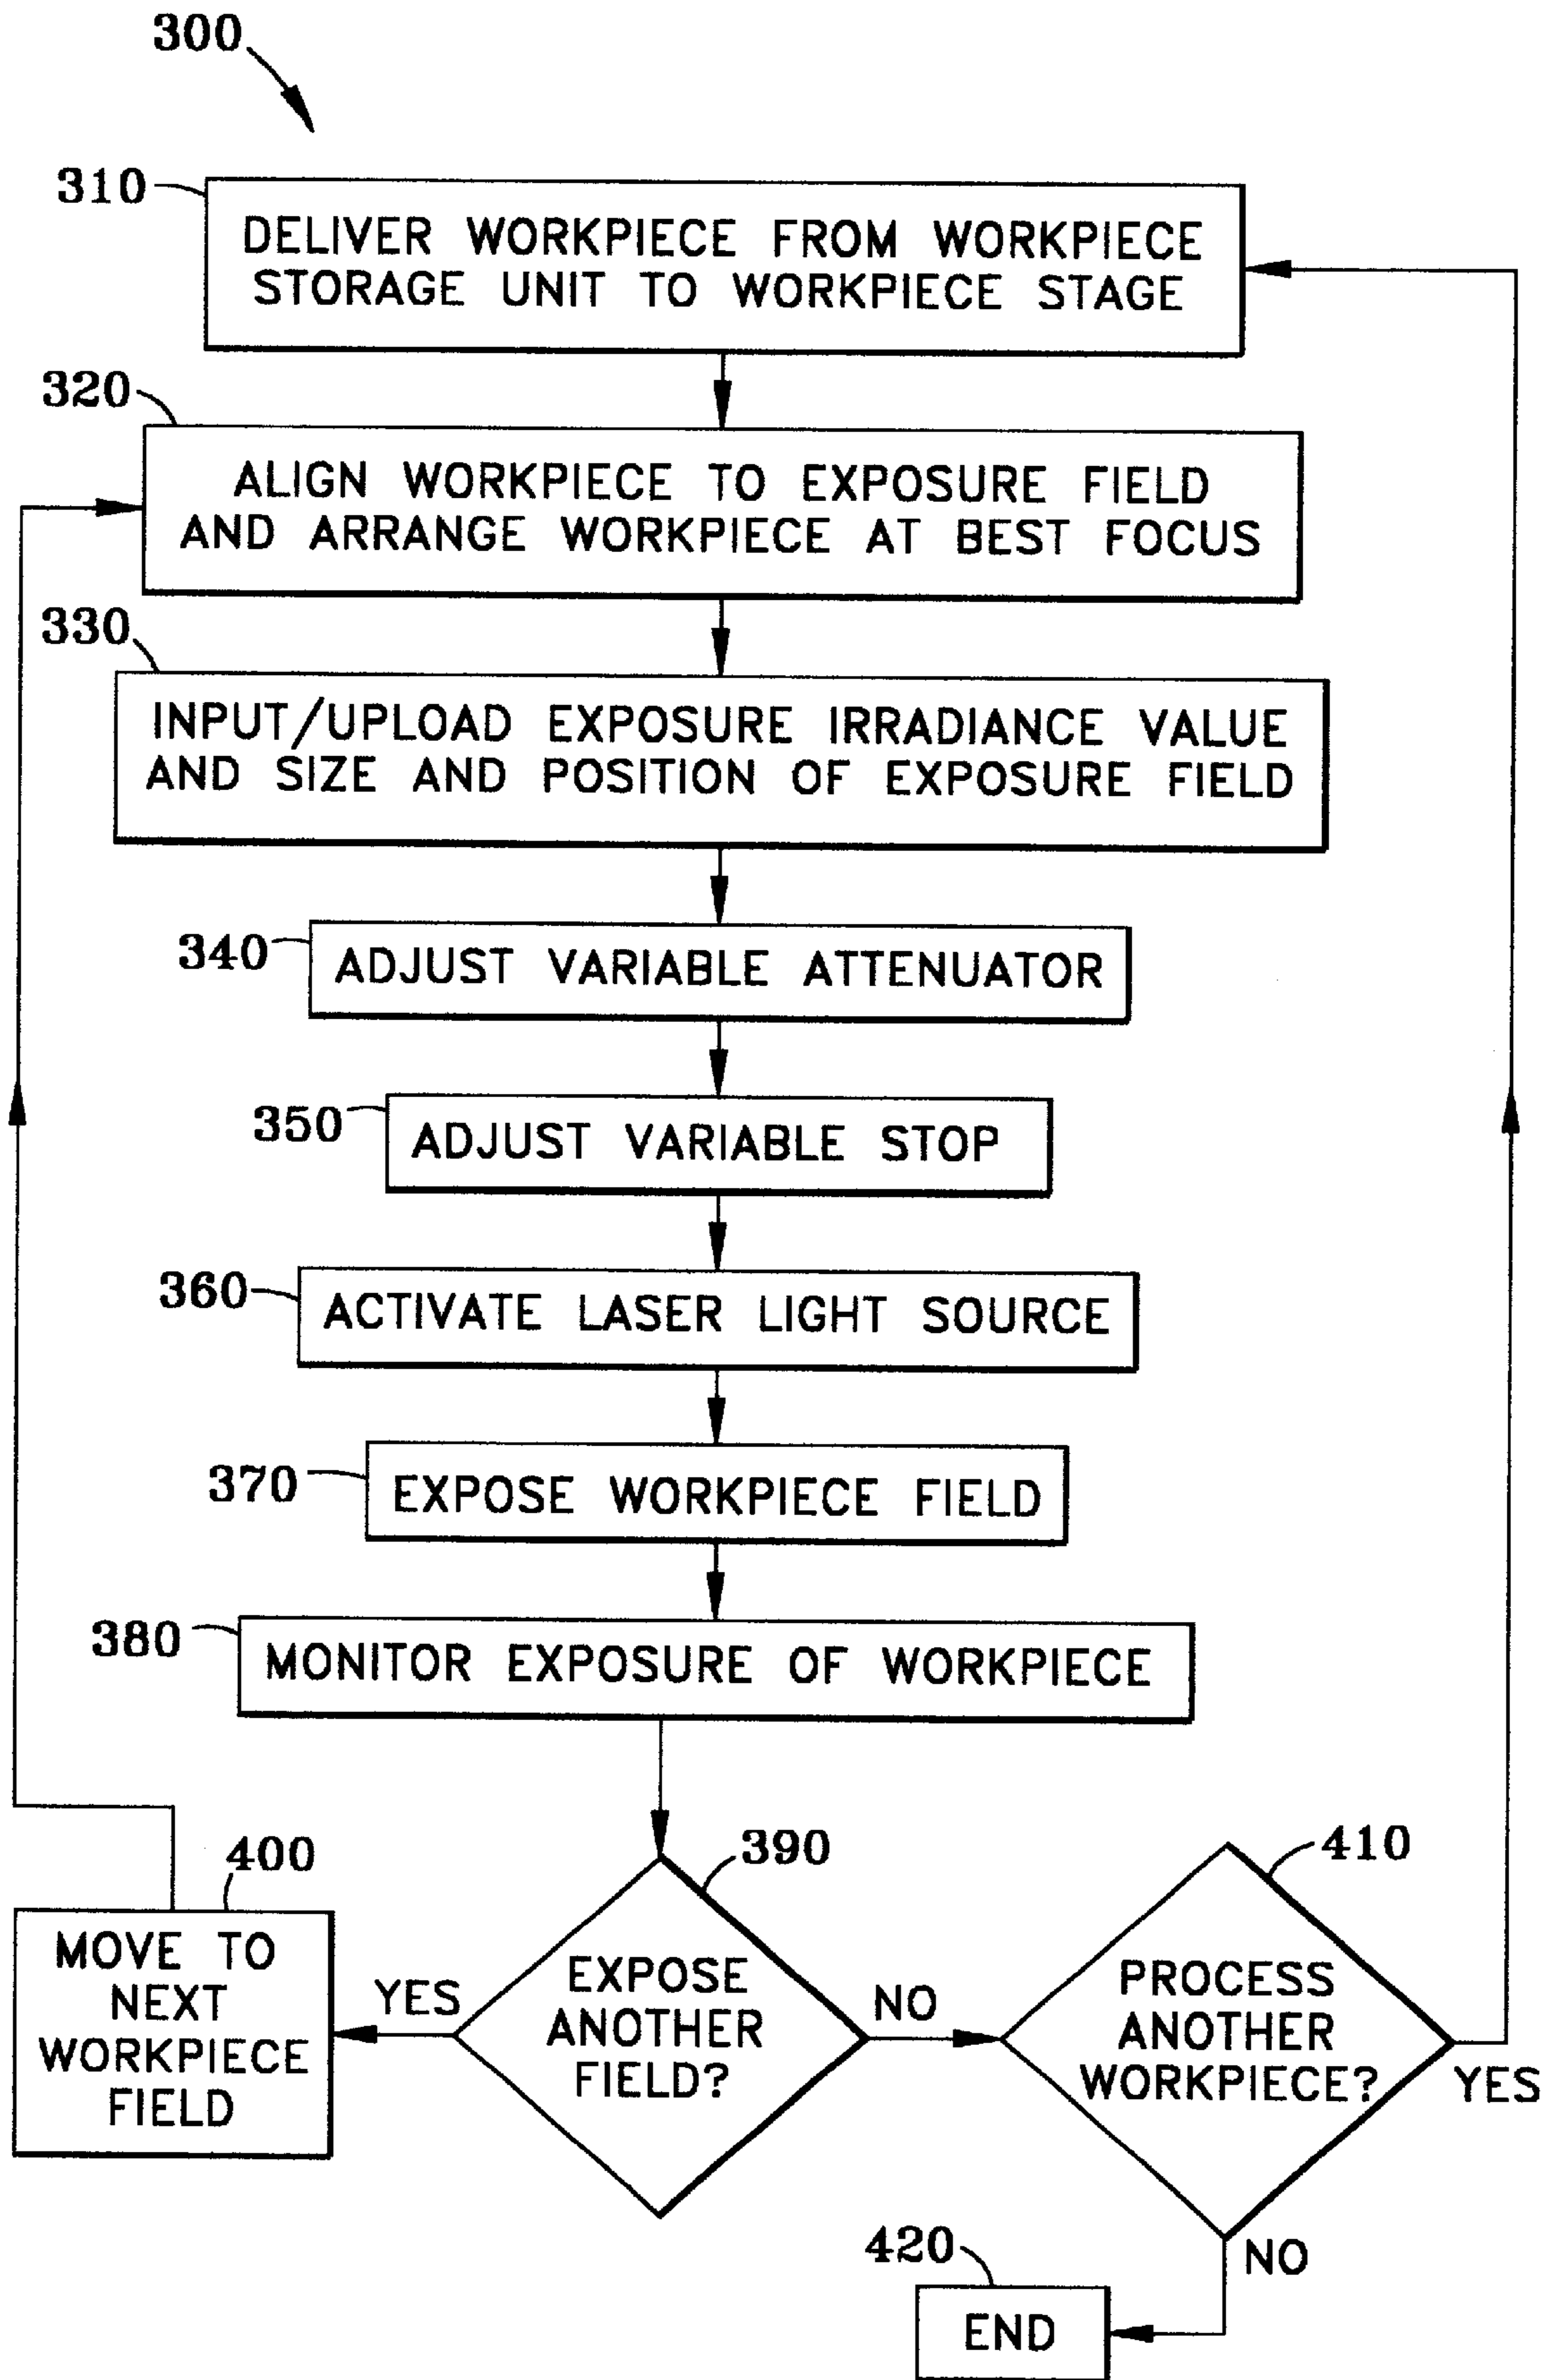 300
310
DELIVER WORKPIECE FROM WORKPIECE
STORAGE UNIT TO WORKPIECE STAGE
320
ALIGN WORKPIECE TO EXPOSURE FIELD
AND ARRANGE WORKPIECE AT BEST FOCUS
330
INPUT/UPLOAD EXPOSURE IRRADIANCE VALUE
AND SIZE AND POSITION OF EXPOSURE FIELD
340
ADJUST VARIABLE ATTENUATOR
350
ADJUST VARIABLE STOP
360
ACTIVATE LASER LIGHT SOURCE
370
EXPOSE WORKPIECE FIELD
380
MONITOR EXPOSURE OF WORKPIECE
390
EXPOSE
ANOTHER
FIELD?
YES
400
MOVE TO
NEXT
WORKPIECE
FIELD
NO
410
PROCESS
ANOTHER
WORKPIECE?
YES
NO
420
END